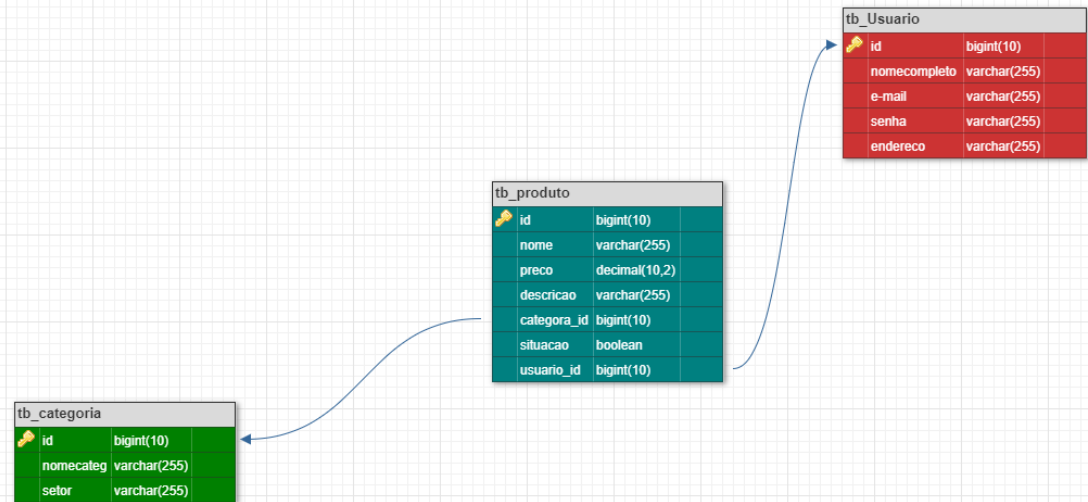 tb_Usuario
id bigint(10)
nomecompleto varchar(255)
e-mail varchar(255)
senha varchar(255)
endereco varchar(255)
tb_produto
id bigint(10)
nome varchar(255)
preco decimal(10,2)
descricao varchar(255)
categora_id bigint(10)
situacao boolean
usuario_id bigint(10)
tb_categoria
id bigint(10)
nomecateg varchar(255)
setor varchar(255)